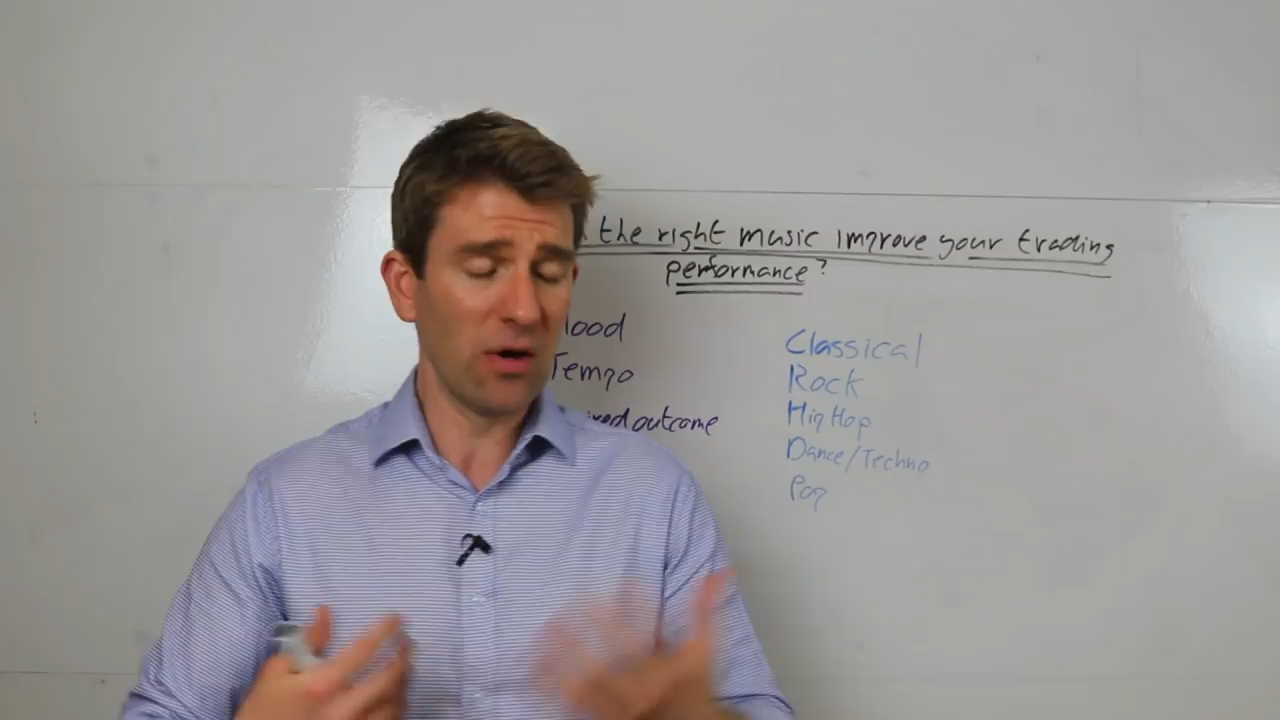 the right music improve your trading
performance?
Mood
Tempo
outcome
Classical
Rock
Hip Hop
Dance/Techno
Pop